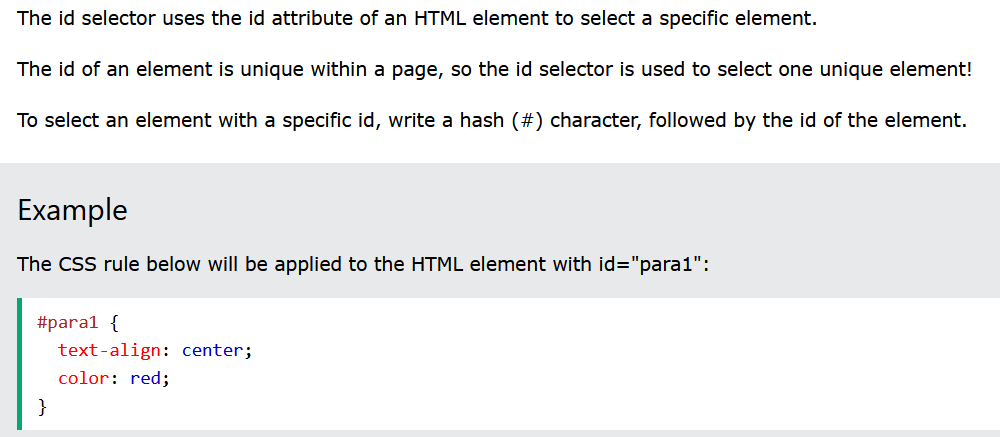 The id selector uses the id attribute of an HTML element to select a specific element.
The id of an element is unique within a page, so the id selector is used to select one unique element!
To select an element with a specific id, write a hash (#) character, followed by the id of the element.
Example
The CSS rule below will be applied to the HTML element with id="para1":
#para1 {
  text-align: center;
  color: red;
}